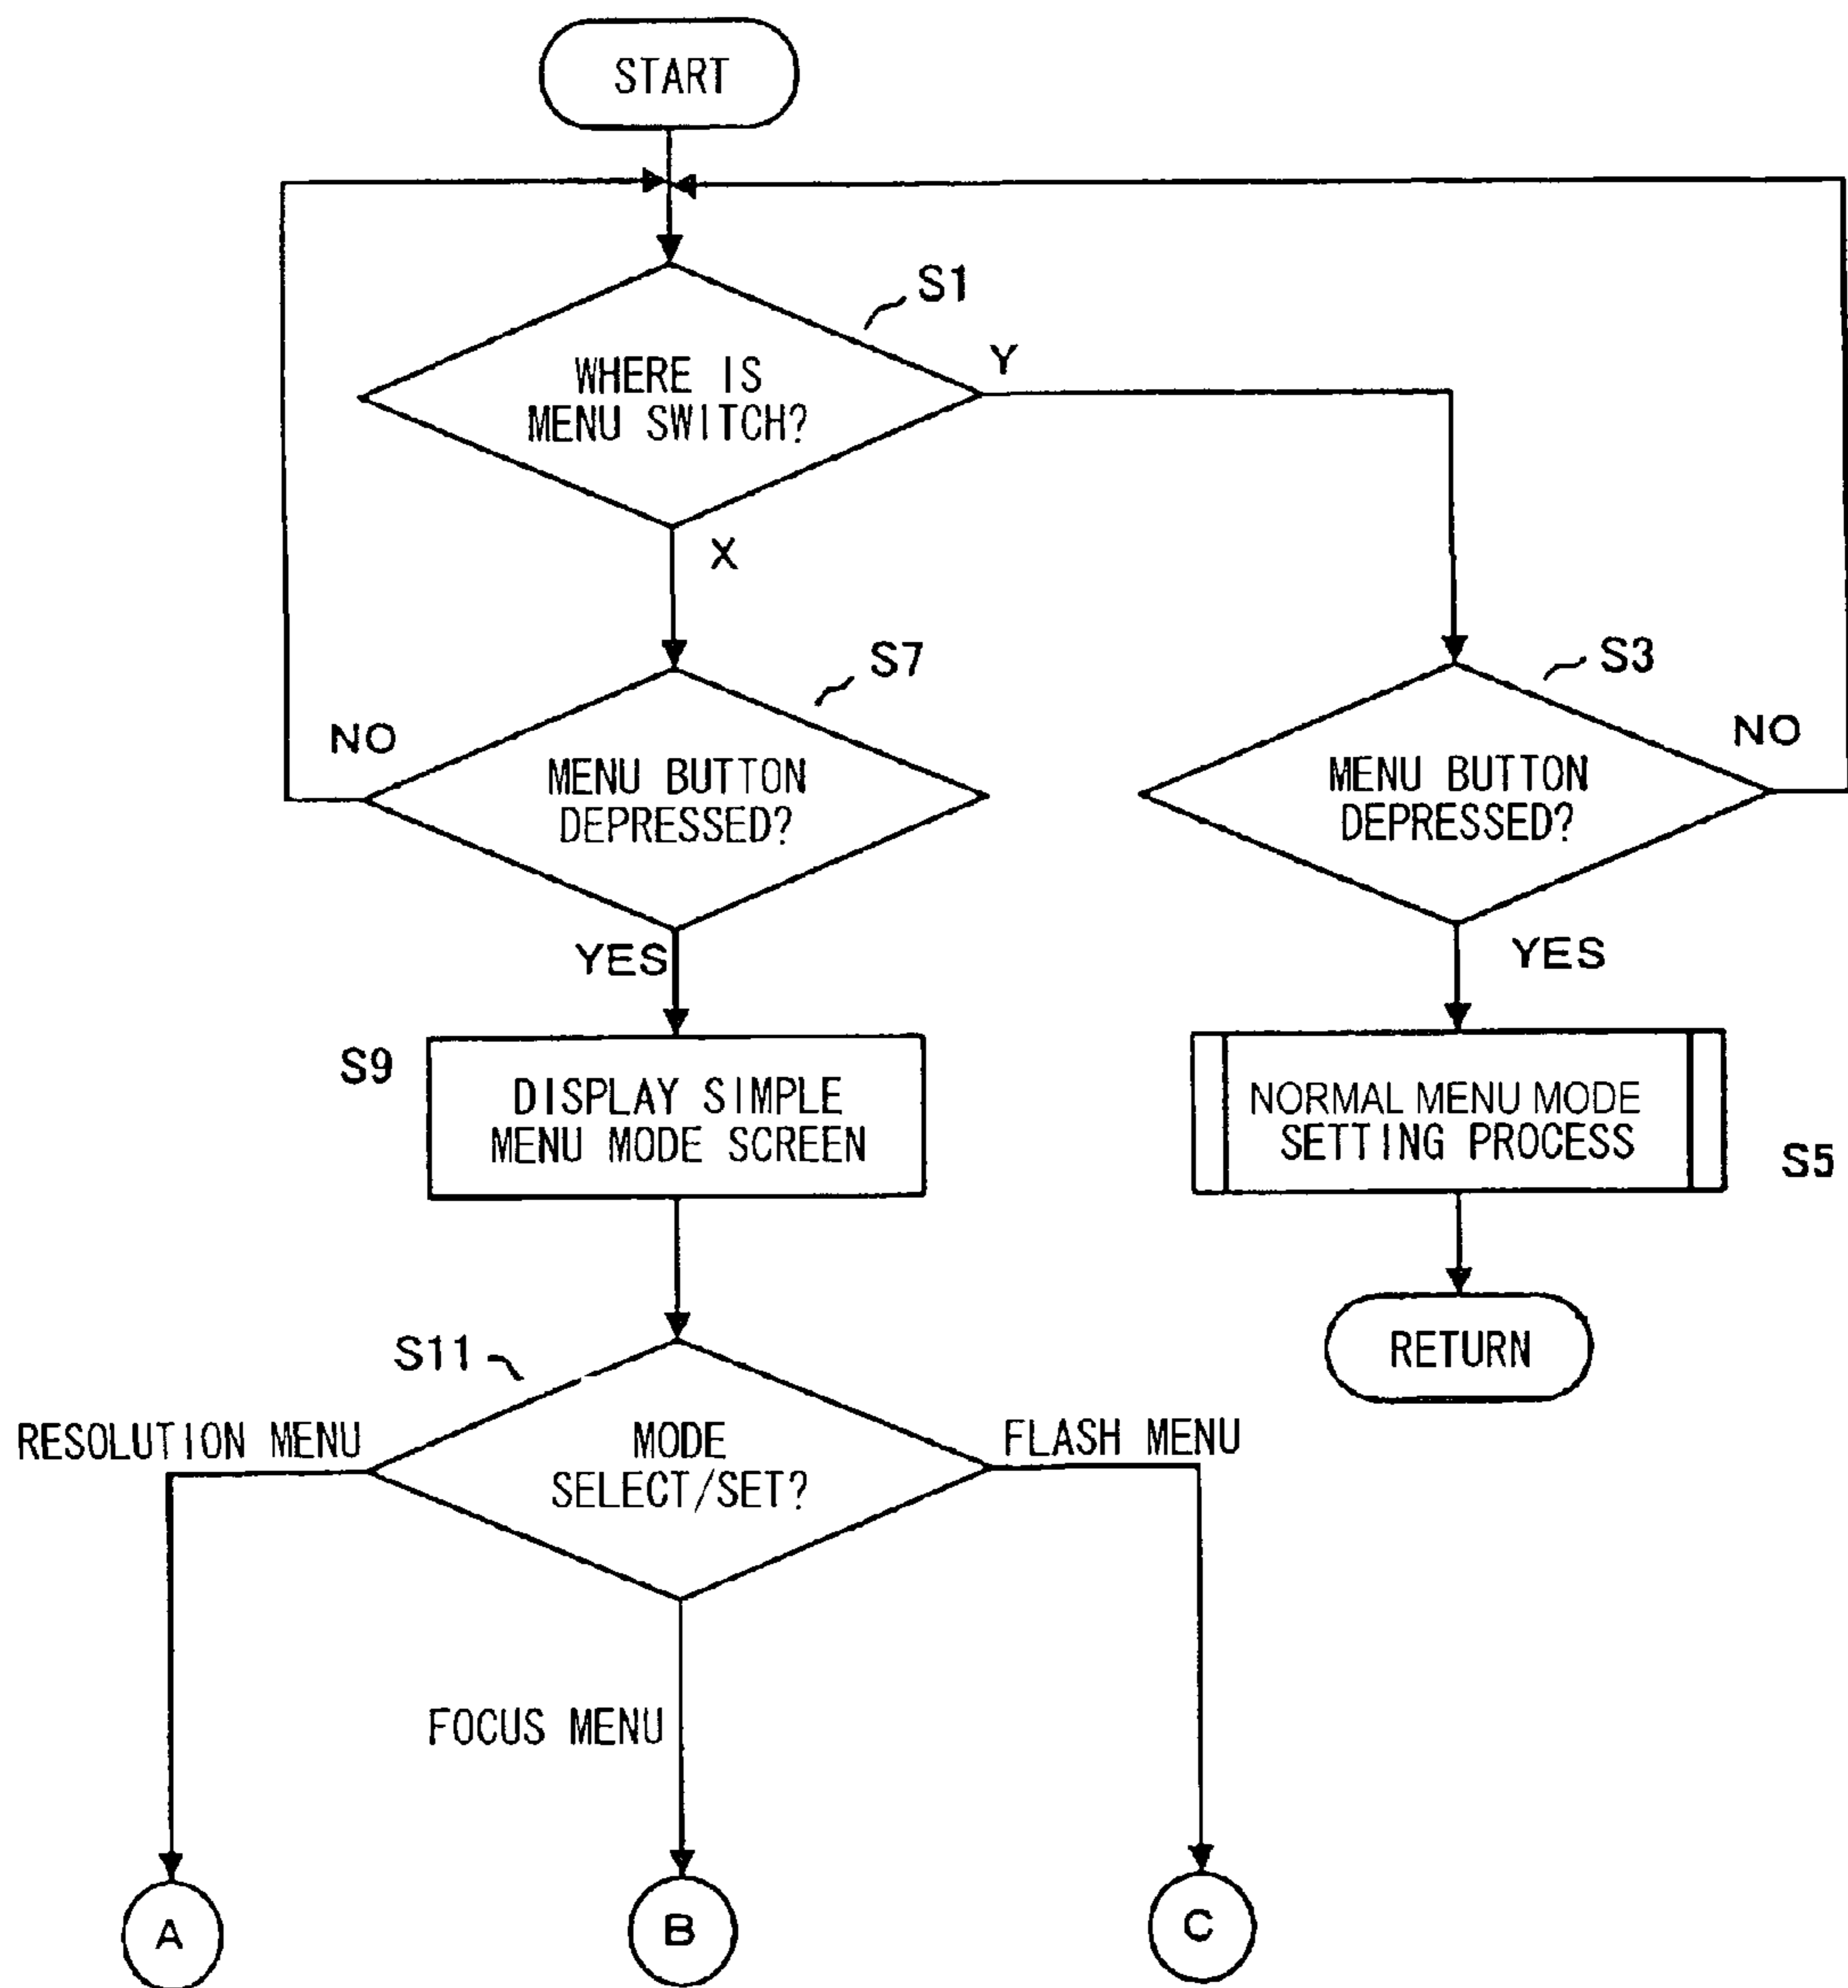 START
S1
WHERE IS
MENU SWITCH?
Y
X
S7
S3
NO
MENU BUTTON
DEPRESSED?
NO
MENU BUTTON
DEPRESSED?
YES
YES
S9
DISPLAY SIMPLE
MENU MODE SCREEN
NORMAL MENU MODE
SETTING PROCESS
S5
RETURN
S11
RESOLUTION MENU
MODE
SELECT/SET?
FLASH MENU
FOCUS MENU
A
B
C